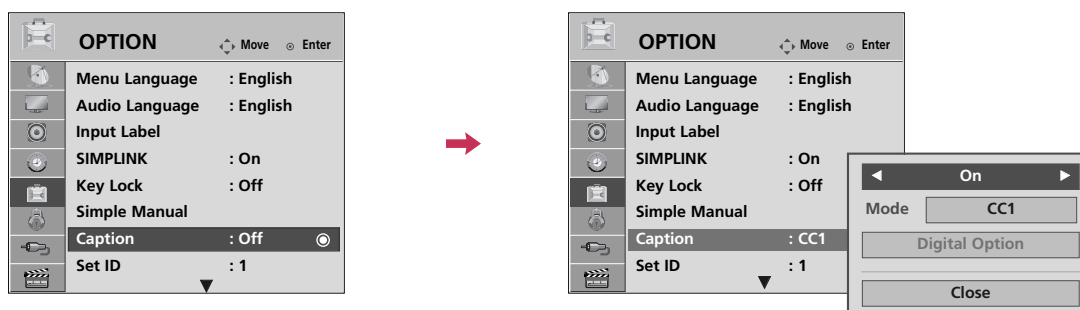 OPTION Move Enter
Menu Language : English
Audio Language : English
Input Label
SIMPLINK : On
Key Lock : Off
Simple Manual
Caption : Off
Set ID : 1
OPTION Move Enter
Menu Language : English
Audio Language : English
Input Label
SIMPLINK : On
Key Lock : Off
Simple Manual
Caption : CC1
Set ID : 1
On
Mode CC1
Digital Option
Close